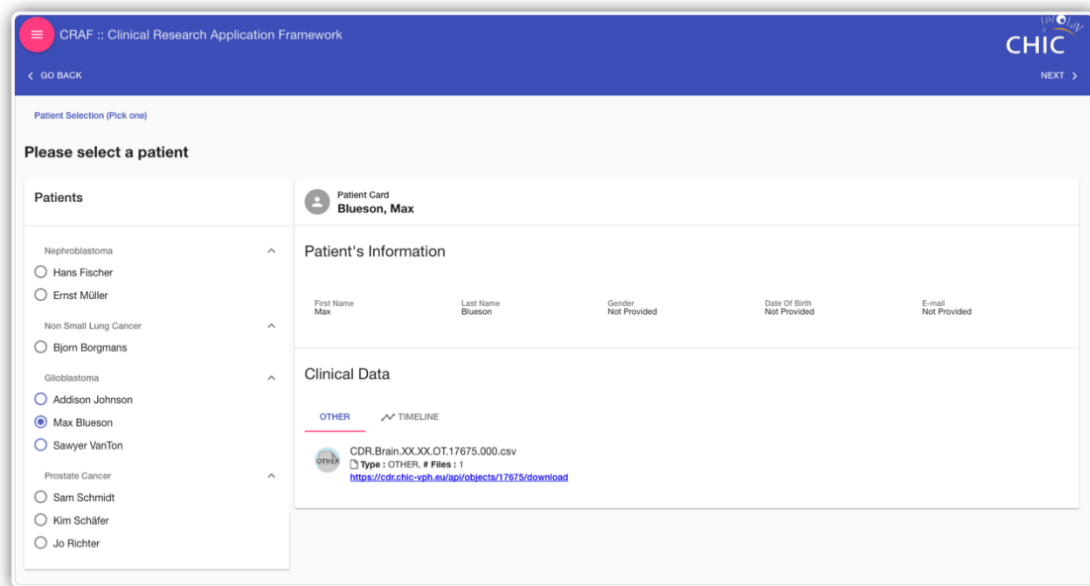 CRAF :: Clinical Research Application Framework
CHIC
GO BACK
NEXT
Patient Selection (Pick one)
Please select a patient
Patients
Nephroblastoma
Hans Fischer
Ernst Müller
Non Small Lung Cancer
Bjorn Borgmans
Glioblastoma
Addison Johnson
Max Blueson
Sawyer VanTon
Prostate Cancer
Sam Schmidt
Kim Schäfer
Jo Richter
Patient Card
Blueson, Max
Patient's Information
First Name
Max
Last Name
Blueson
Gender
Not Provided
Date Of Birth
Not Provided
E-mail
Not Provided
Clinical Data
OTHER
TIMELINE
OTHER
CDR.Brain.XX.XX.OT.17675.000.csv
Type : OTHER, # Files : 1
https://cdr.chic-vph.eu/api/objects/17675/download